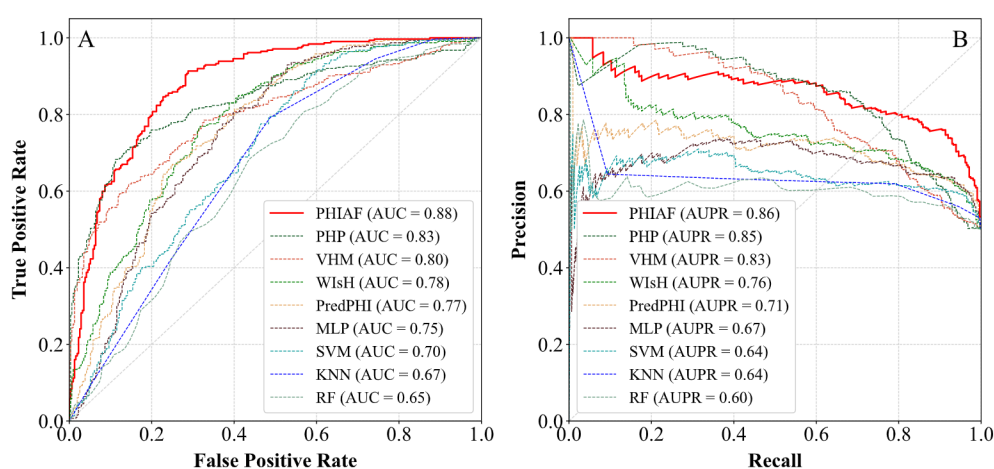 A
1.0
0.8
0.6
0.4
0.2
0.0
True Positive Rate
PHIAF (AUC = 0.88)
PHP (AUC = 0.83)
VHM (AUC = 0.80)
WIsH (AUC = 0.78)
PredPHI (AUC = 0.77)
MLP (AUC = 0.75)
SVM (AUC = 0.70)
KNN (AUC = 0.67)
RF (AUC = 0.65)
0.0 0.2 0.4 0.6 0.8 1.0
False Positive Rate
B
1.0
0.8
0.6
0.4
0.2
0.0
Precision
PHIAF (AUPR = 0.86)
PHP (AUPR = 0.85)
VHM (AUPR = 0.83)
WIsH (AUPR = 0.76)
PredPHI (AUPR = 0.71)
MLP (AUPR = 0.67)
SVM (AUPR = 0.64)
KNN (AUPR = 0.64)
RF (AUPR = 0.60)
0.0 0.2 0.4 0.6 0.8 1.0
Recall